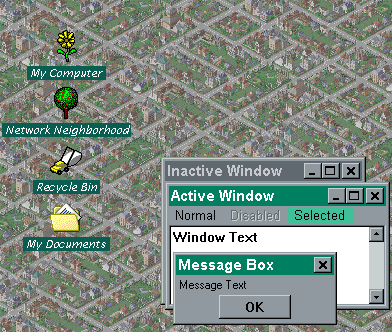 My Computer
Network Neighborhood
Recycle Bin
My Documents
Inactive Window
Active Window
Normal Disabled Selected
Window Text
Message Box
Message Text
OK